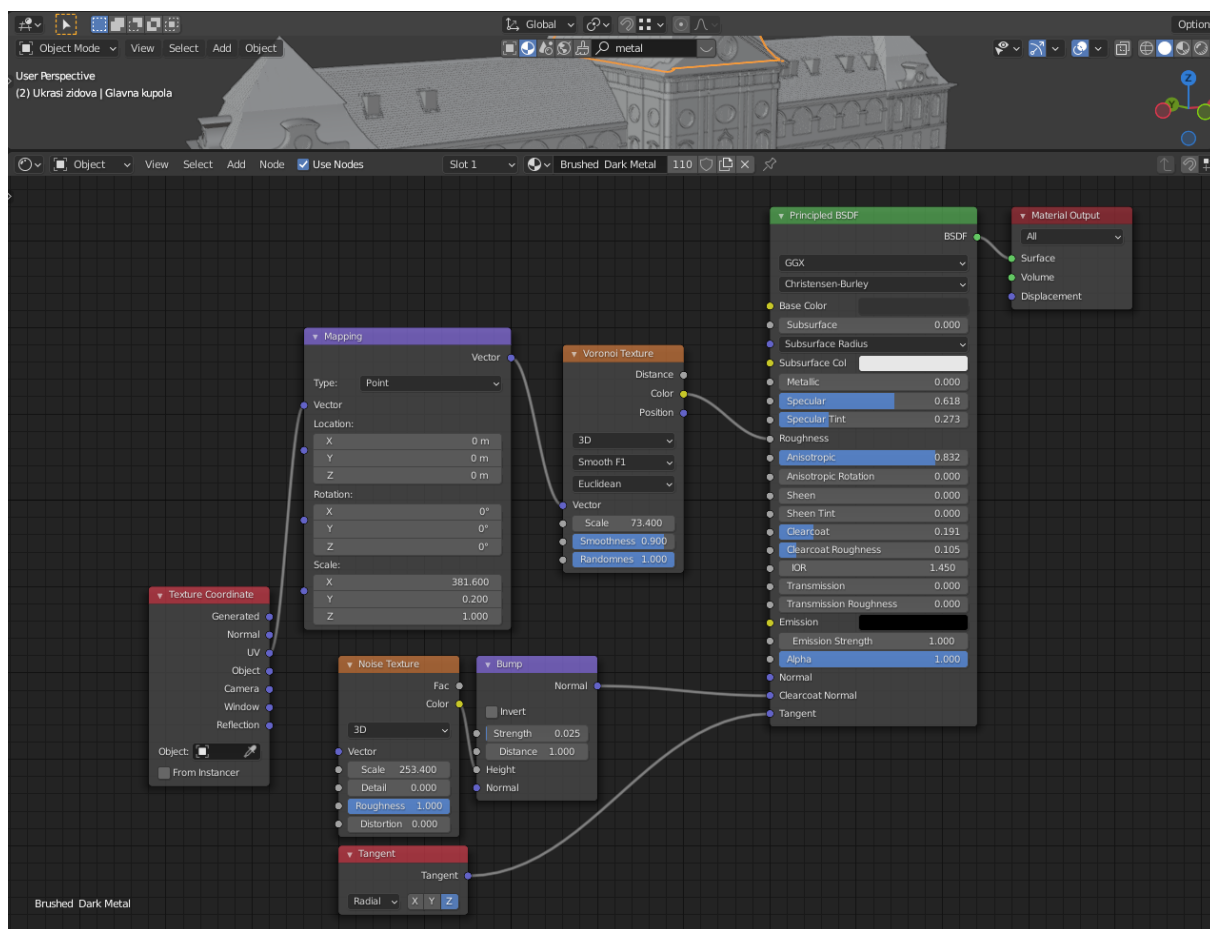 Global
Option
Object Mode View Select Add Object
metal
User Perspective
(2) Ukrasi zidova | Glavna kupola
Z
Y
Object View Select Add Node Use Nodes Slot 1 Brushed Dark Metal 110
Principled BSDF
BSDF
GGX
Christensen-Burley
Base Color
Subsurface 0.000
Subsurface Radius
Subsurface Col
Metallic 0.000
Specular 0.618
Specular Tint 0.273
Roughness
Anisotropic 0.832
Anisotropic Rotation 0.000
Sheen 0.000
Sheen Tint 0.000
Clearcoat 0.191
Clearcoat Roughness 0.105
IOR 1.450
Transmission 0.000
Transmission Roughness 0.000
Emission
Emission Strength 1.000
Alpha 1.000
Normal
Clearcoat Normal
Tangent
Material Output
All
Surface
Volume
Displacement
Mapping
Vector
Type: Point
Vector
Location:
X 0 m
Y 0 m
Z 0 m
Rotation:
X 0°
Y 0°
Z 0°
Scale:
X 381.600
Y 0.200
Z 1.000
Voronoi Texture
Distance
Color
Position
3D
Smooth F1
Euclidean
Vector
Scale 73.400
Smoothness 0.900
Randomnes 1.000
Texture Coordinate
Generated
Normal
UV
Object
Camera
Window
Reflection
Object:
From Instancer
Noise Texture
Fac
Color
3D
Vector
Scale 253.400
Detail 0.000
Roughness 1.000
Distortion 0.000
Bump
Normal
Invert
Strength 0.025
Distance 1.000
Height
Normal
Tangent
Tangent
Radial X Y Z
Brushed Dark Metal